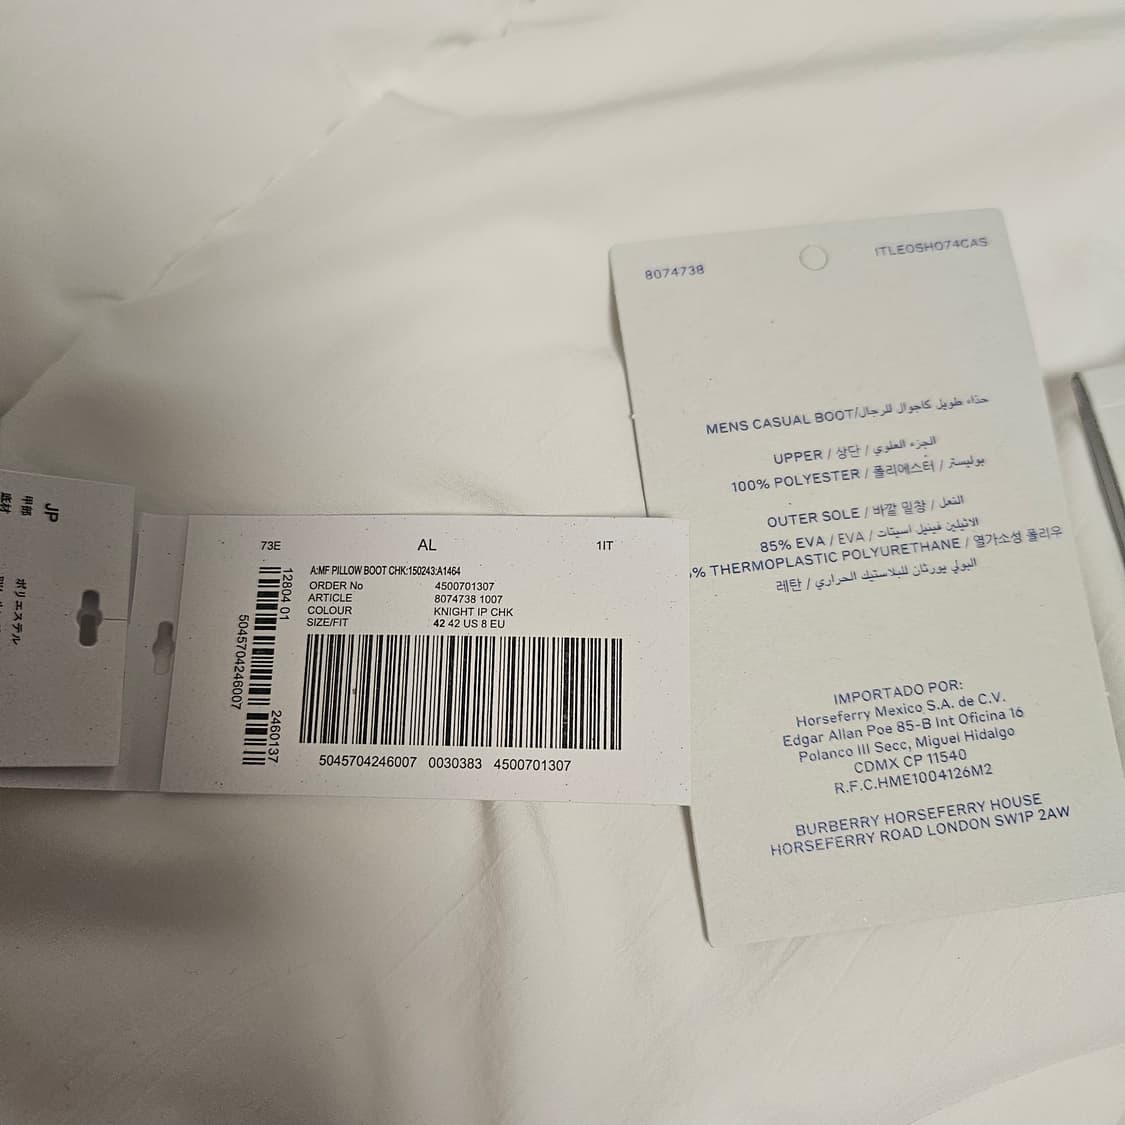 JP
甲部
底材
ポリエステル
73E
AL
1IT
A:MF PILLOW BOOT CHK:150243:A1464
ORDER No 4500701307
ARTICLE 8074738 1007
COLOUR KNIGHT IP CHK
SIZE/FIT 42 42 US 8 EU
12804 01
5045704246007
2460137
5045704246007 0030383 4500701307
8074738
ITLEOSHO74CAS
MENS CASUAL BOOT/حذاء طويل كاجوال للرجال
UPPER / 상단 / الجزء العلوي
100% POLYESTER / 폴리에스터 / بوليستر
OUTER SOLE / 바깥 밑창 / النعل
85% EVA / EVA / الاثيلين فينيل اسيتات
% THERMOPLASTIC POLYURETHANE / 열가소성 폴리우
레탄 / البولي يورثان للبلاستيك الحراري
IMPORTADO POR:
Horseferry Mexico S.A. de C.V.
Edgar Allan Poe 85-B Int Oficina 16
Polanco III Secc, Miguel Hidalgo
CDMX CP 11540
R.F.C.HME1004126M2
BURBERRY HORSEFERRY HOUSE
HORSEFERRY ROAD LONDON SW1P 2AW